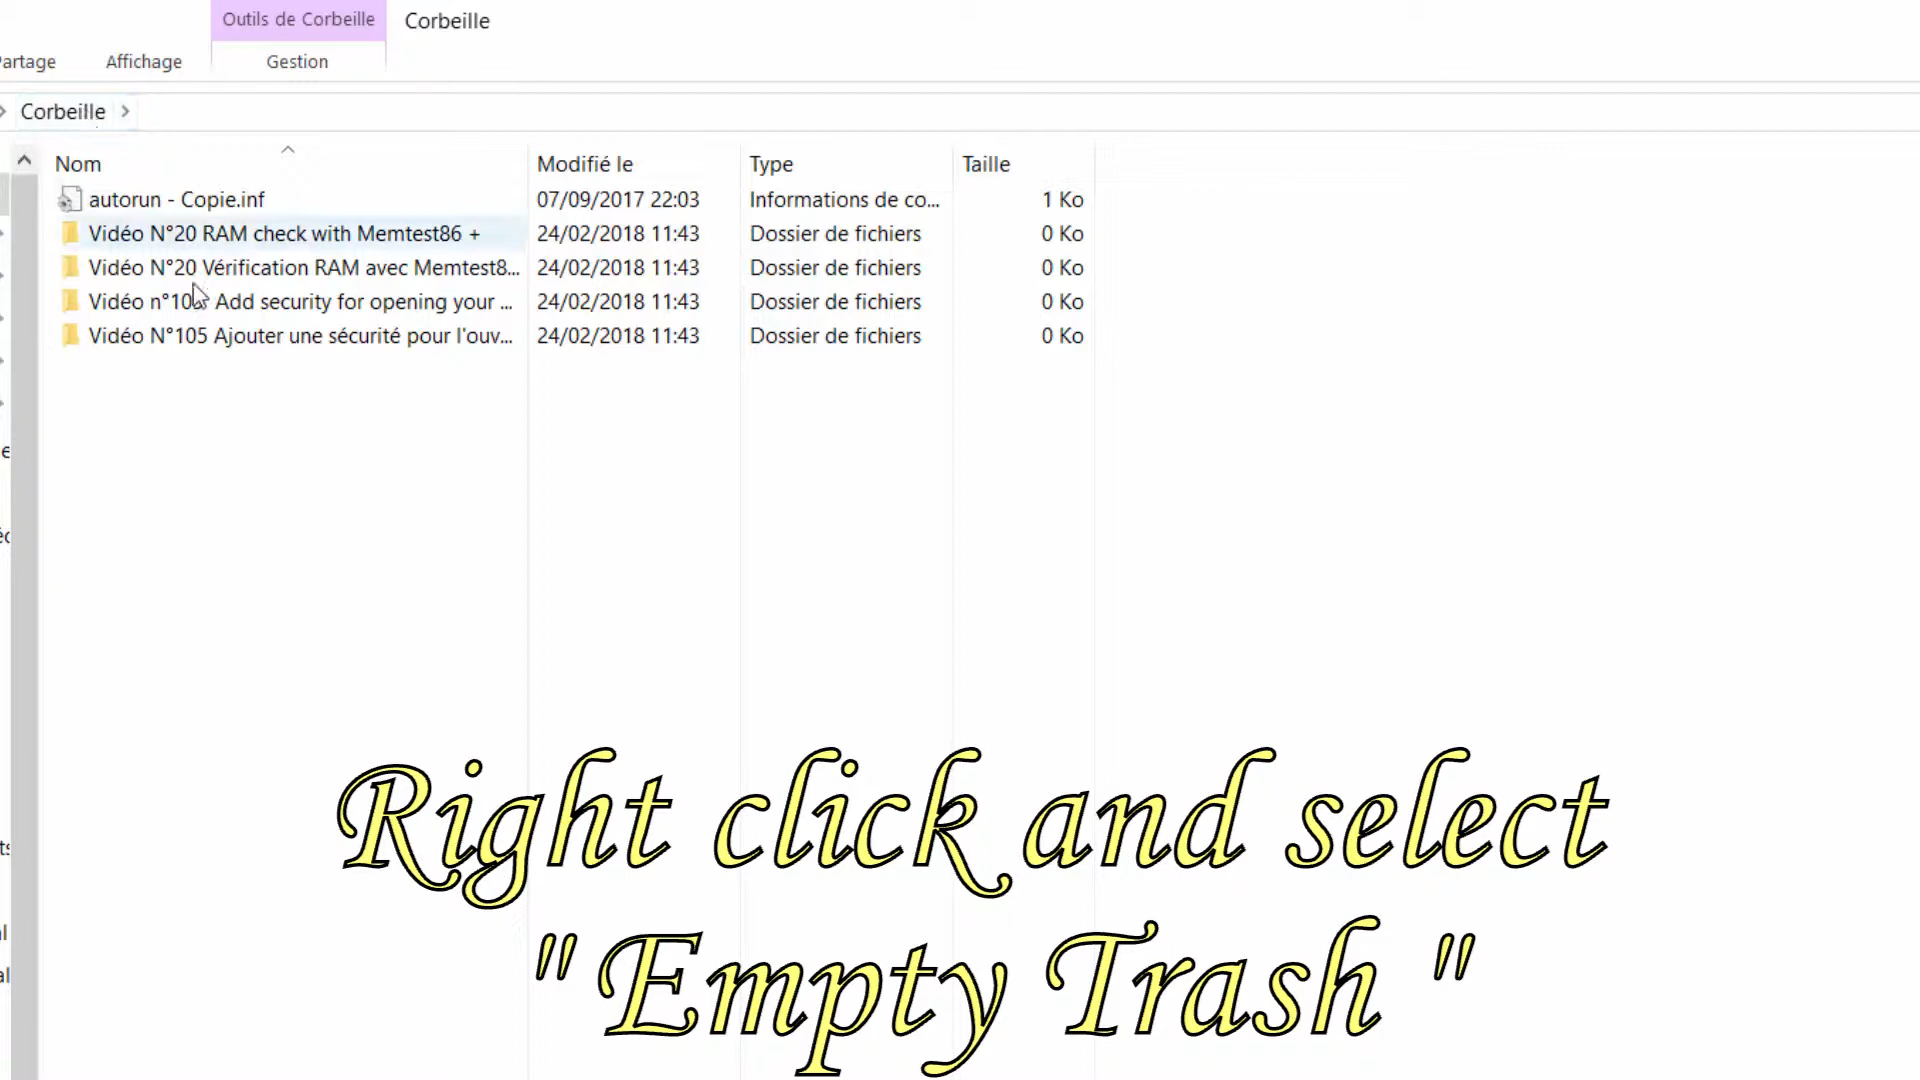 Outils de Corbeille Corbeille
Partage Affichage Gestion
Corbeille
Nom Modifié le Type Taille
autorun - Copie.inf 07/09/2017 22:03 Informations de co... 1 Ko
Vidéo N°20 RAM check with Memtest86 + 24/02/2018 11:43 Dossier de fichiers 0 Ko
Vidéo N°20 Vérification RAM avec Memtest8... 24/02/2018 11:43 Dossier de fichiers 0 Ko
Vidéo n°10 Add security for opening your ... 24/02/2018 11:43 Dossier de fichiers 0 Ko
Vidéo N°105 Ajouter une sécurité pour l'ouv... 24/02/2018 11:43 Dossier de fichiers 0 Ko
Right click and select
" Empty Trash "